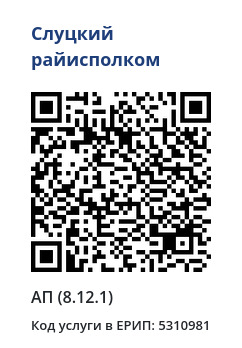 Слуцкий
райисполком
АП (8.12.1)
Код услуги в ЕРИП: 5310981